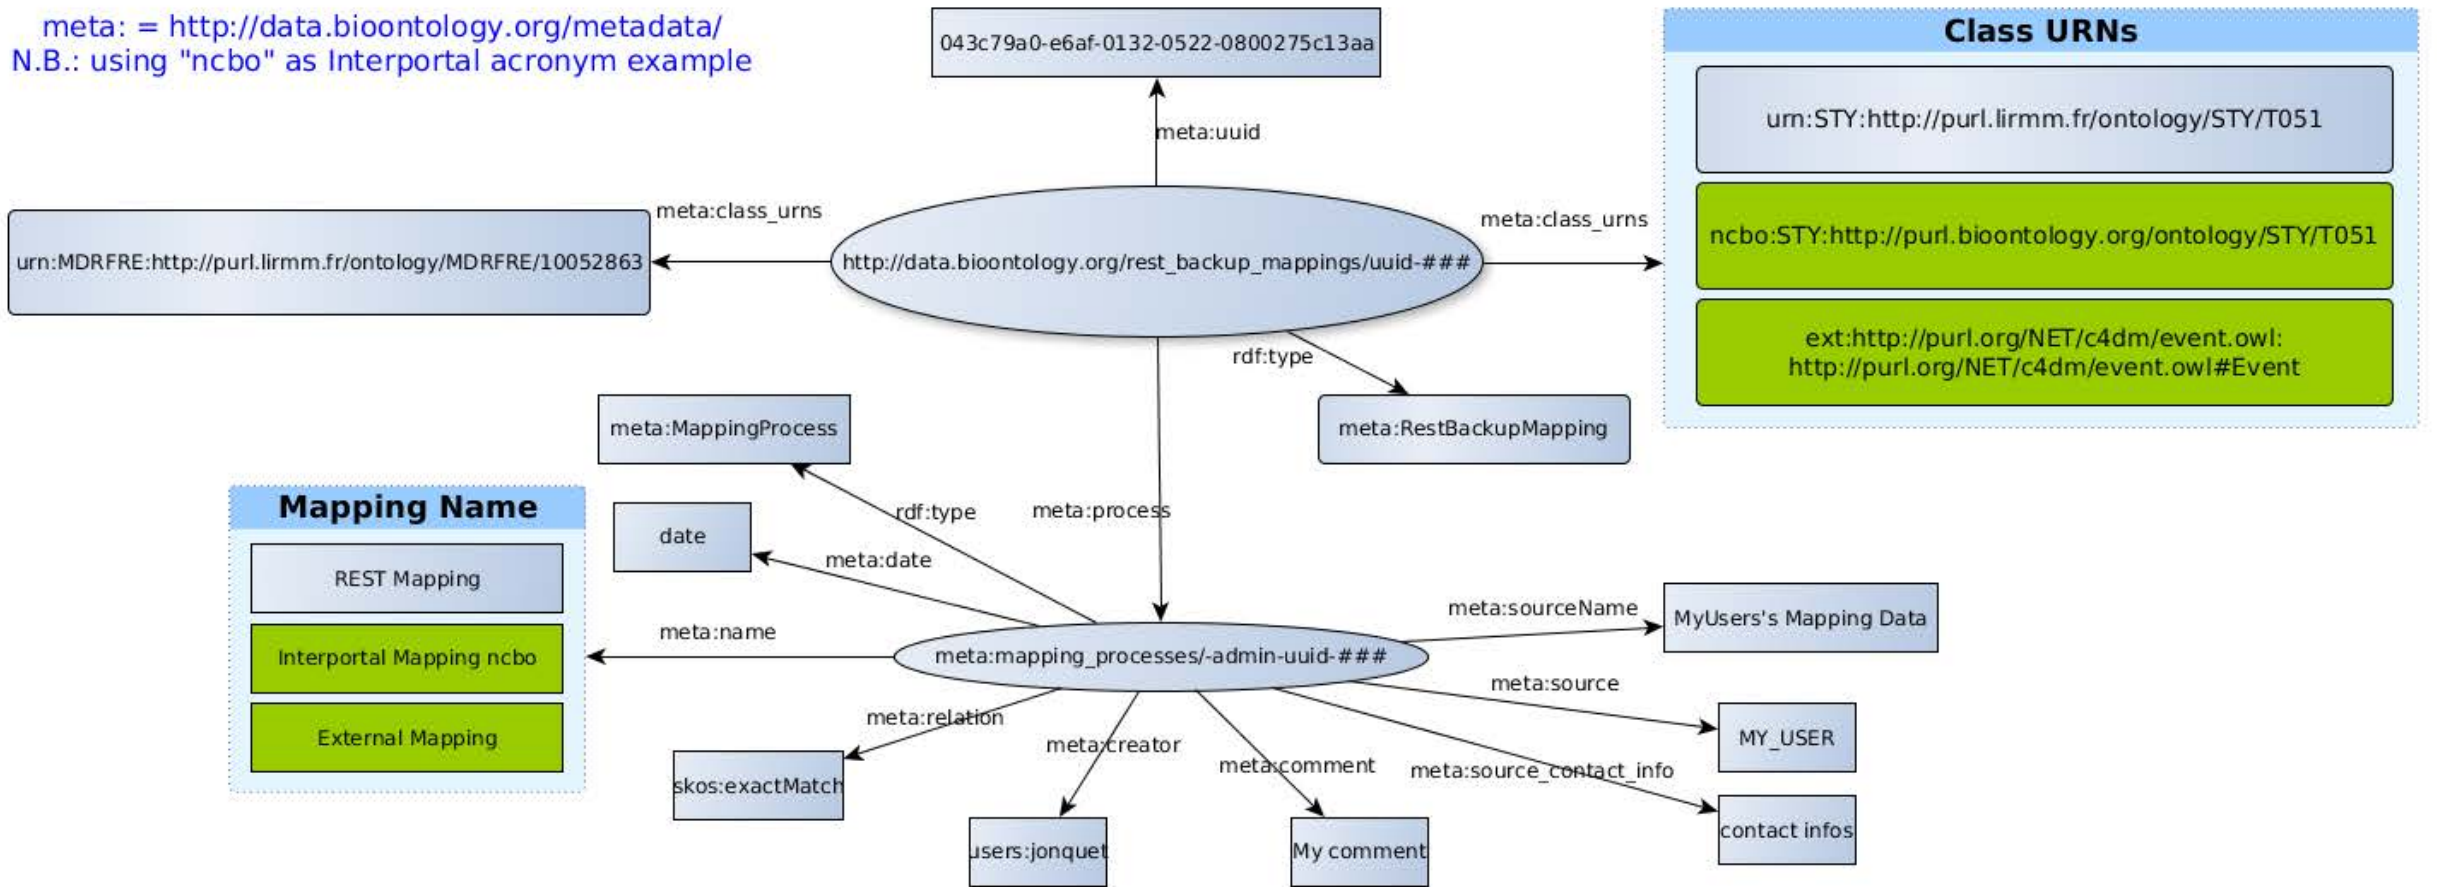 meta: = http://data.bioontology.org/metadata/
N.B.: using "ncbo" as Interportal acronym example
043c79a0-e6af-0132-0522-0800275c13aa
Class URNs
urn:STY:http://purl.lirmm.fr/ontology/STY/T051
meta:uuid
meta:class_urns
meta:class_urns
ncbo:STY:http://purl.bioontology.org/ontology/STY/T051
urn:MDRFRE:http://purl.lirmm.fr/ontology/MDRFRE/10052863
http://data.bioontology.org/rest_backup_mappings/uuid-###
ext:http://purl.org/NET/c4dm/event.owl:
http://purl.org/NET/c4dm/event.owl#Event
rdf:type
meta:MappingProcess
meta:RestBackupMapping
Mapping Name
rdf:type
meta:process
date
meta:date
REST Mapping
meta:sourceName
MyUsers's Mapping Data
meta:name
Interportal Mapping ncbo
meta:mapping_processes/-admin-uuid-###
meta:source
meta:relation
External Mapping
MY_USER
meta:creator
meta:comment
meta:source_contact_info
skos:exactMatch
contact infos
users:jonquet
My comment